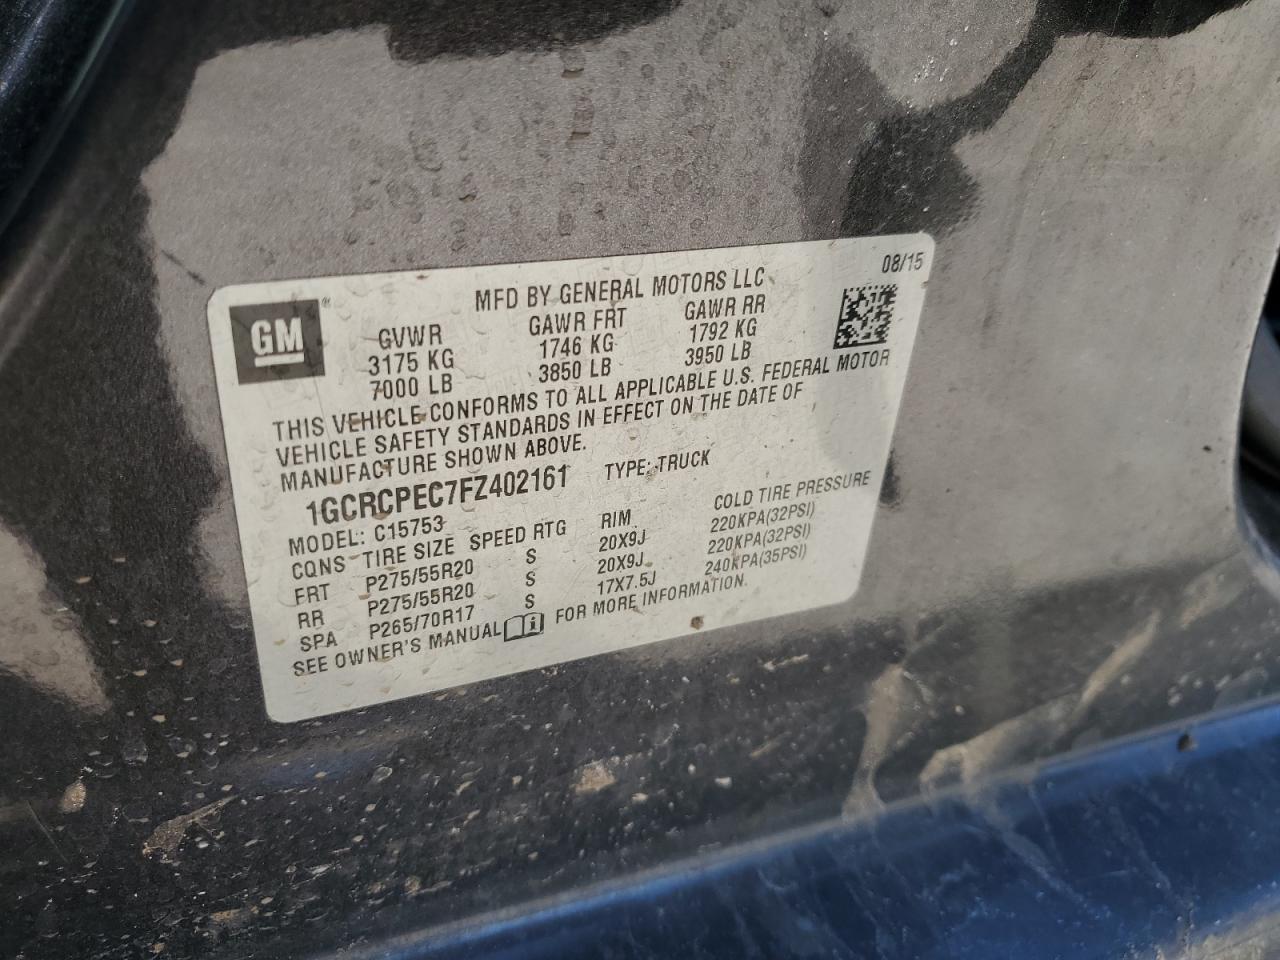 08/15
MFD BY GENERAL MOTORS LLC
GM®
GVWR GAWR FRT GAWR RR
3175 KG 1746 KG 1792 KG
7000 LB 3850 LB 3950 LB
THIS VEHICLE CONFORMS TO ALL APPLICABLE U.S. FEDERAL MOTOR
VEHICLE SAFETY STANDARDS IN EFFECT ON THE DATE OF
MANUFACTURE SHOWN ABOVE.
1GCRCPEC7FZ402161 TYPE: TRUCK
MODEL: C15753
CQNS TIRE SIZE SPEED RTG RIM COLD TIRE PRESSURE
FRT P275/55R20 S 20X9J 220KPA(32PSI)
RR P275/55R20 S 20X9J 220KPA(32PSI)
SPA P265/70R17 S 17X7.5J 240KPA(35PSI)
SEE OWNER'S MANUAL FOR MORE INFORMATION.